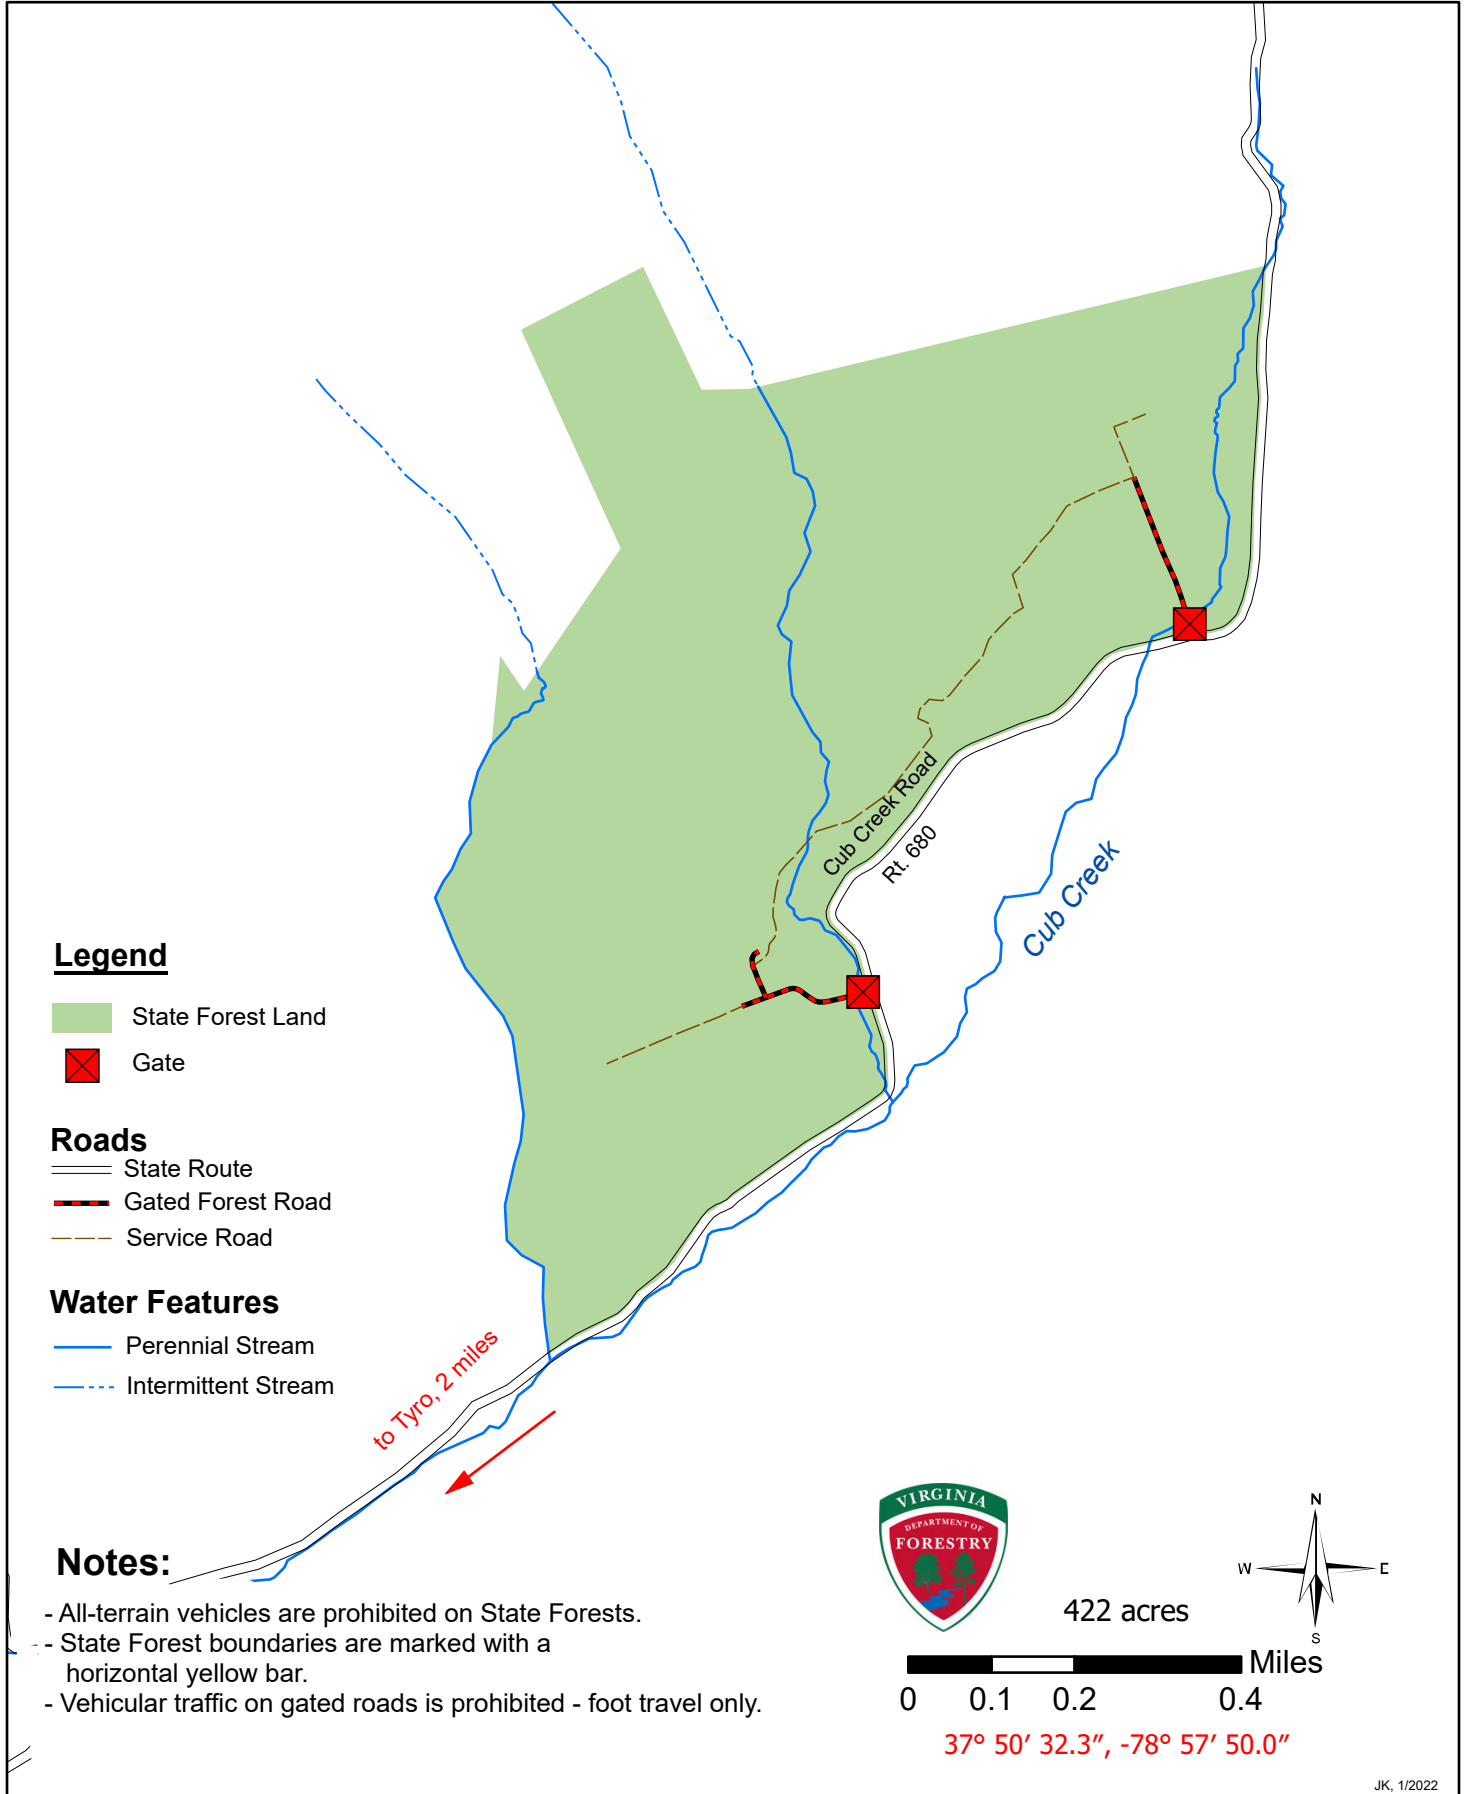 Cub Creek Road
Rt. 680
Cub Creek
Legend
State Forest Land
Gate
Roads
State Route
Gated Forest Road
Service Road
Water Features
Perennial Stream
Intermittent Stream
to Tyro, 2 miles
Notes:
- All-terrain vehicles are prohibited on State Forests.
- State Forest boundaries are marked with a
horizontal yellow bar.
- Vehicular traffic on gated roads is prohibited - foot travel only.
VIRGINIA
DEPARTMENT OF
FORESTRY
N
W E
S
422 acres
Miles
0 0.1 0.2 0.4
37° 50′ 32.3″, -78° 57′ 50.0″
JK, 1/2022